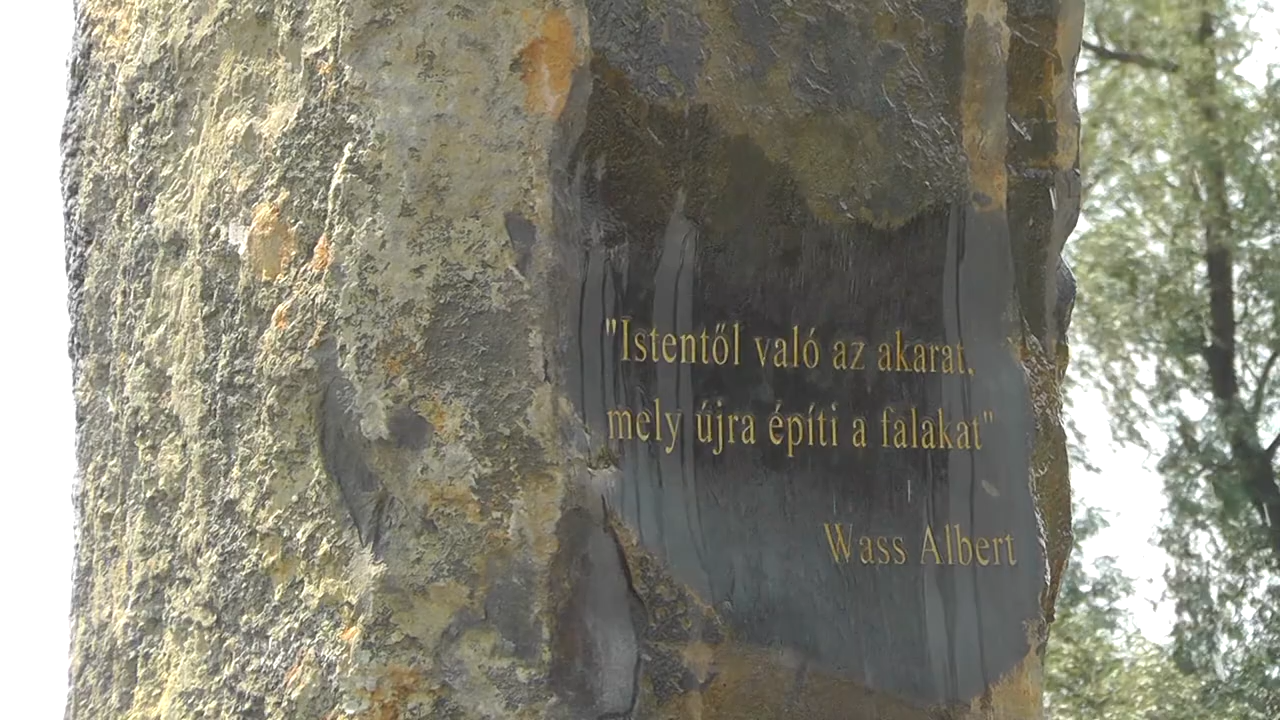 "Istentől való az akarat,
mely újra építi a falakat"
Wass Albert